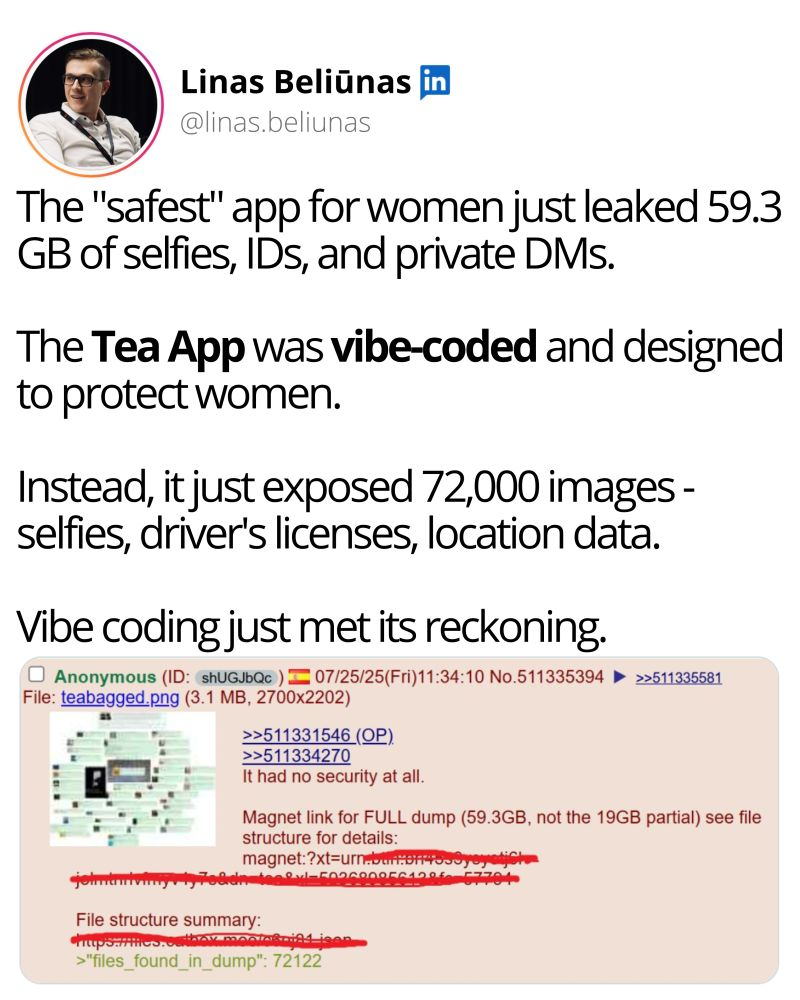 Linas Beliūnas in
@linas.beliunas
The "safest" app for women just leaked 59.3
GB of selfies, IDs, and private DMs.
The Tea App was vibe-coded and designed
to protect women.
Instead, it just exposed 72,000 images -
selfies, driver's licenses, location data.
Vibe coding just met its reckoning.
Anonymous (ID: shUGJbQc) 07/25/25(Fri)11:34:10 No.511335394 ▶ >>511335581
File: teabagged.png (3.1 MB, 2700x2202)
>>511331546 (OP)
>>511334270
It had no security at all.
Magnet link for FULL dump (59.3GB, not the 19GB partial) see file
structure for details:
magnet:?xt=urn
File structure summary:
>"files_found_in_dump": 72122